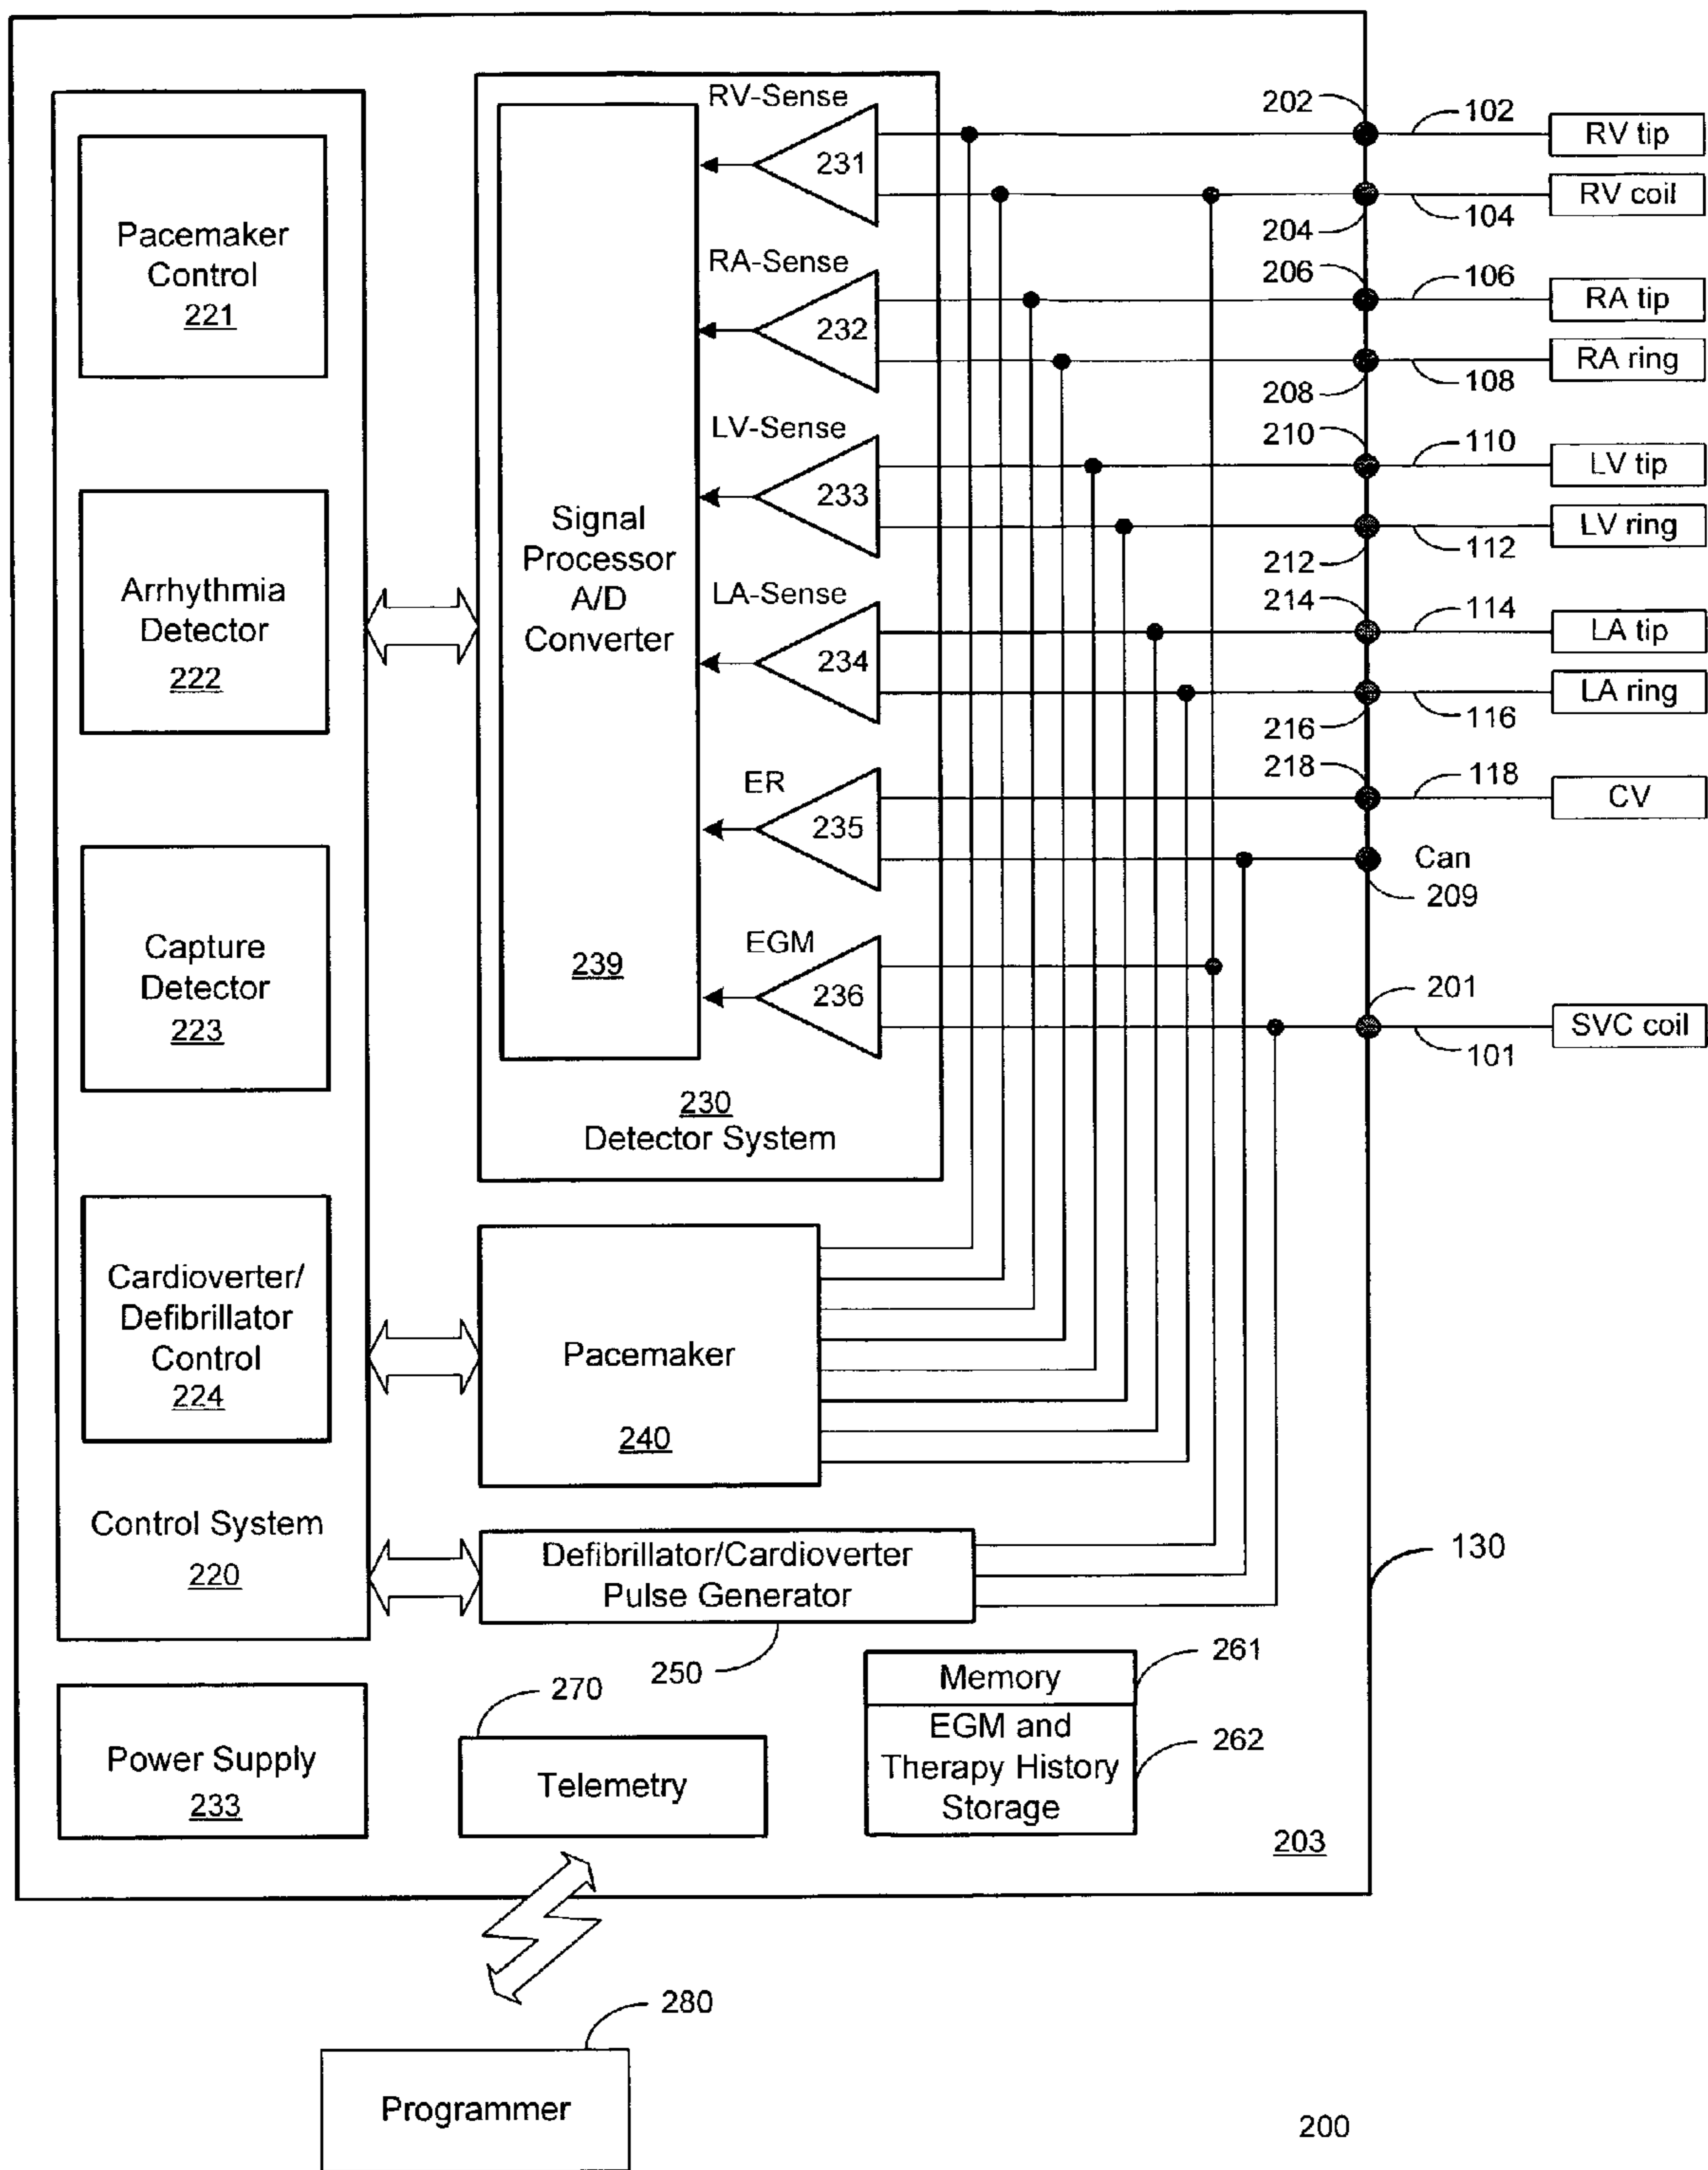 Pacemaker
Control
221
Arrhythmia
Detector
222
Capture
Detector
223
Cardioverter/
Defibrillator
Control
224
Control System
220
Signal
Processor
A/D
Converter
239
RV-Sense
231
RA-Sense
232
LV-Sense
233
LA-Sense
234
ER
235
EGM
236
230
Detector System
202
102
RV tip
RV coil
204
104
206
106
RA tip
RA ring
208
108
210
110
LV tip
LV ring
212
112
214
114
LA tip
LA ring
216
116
218
118
CV
Can
209
201
SVC coil
101
Pacemaker
240
Defibrillator/Cardioverter
Pulse Generator
250
130
Power Supply
233
270
Telemetry
Memory
261
EGM and
Therapy History
Storage
262
203
280
Programmer
200